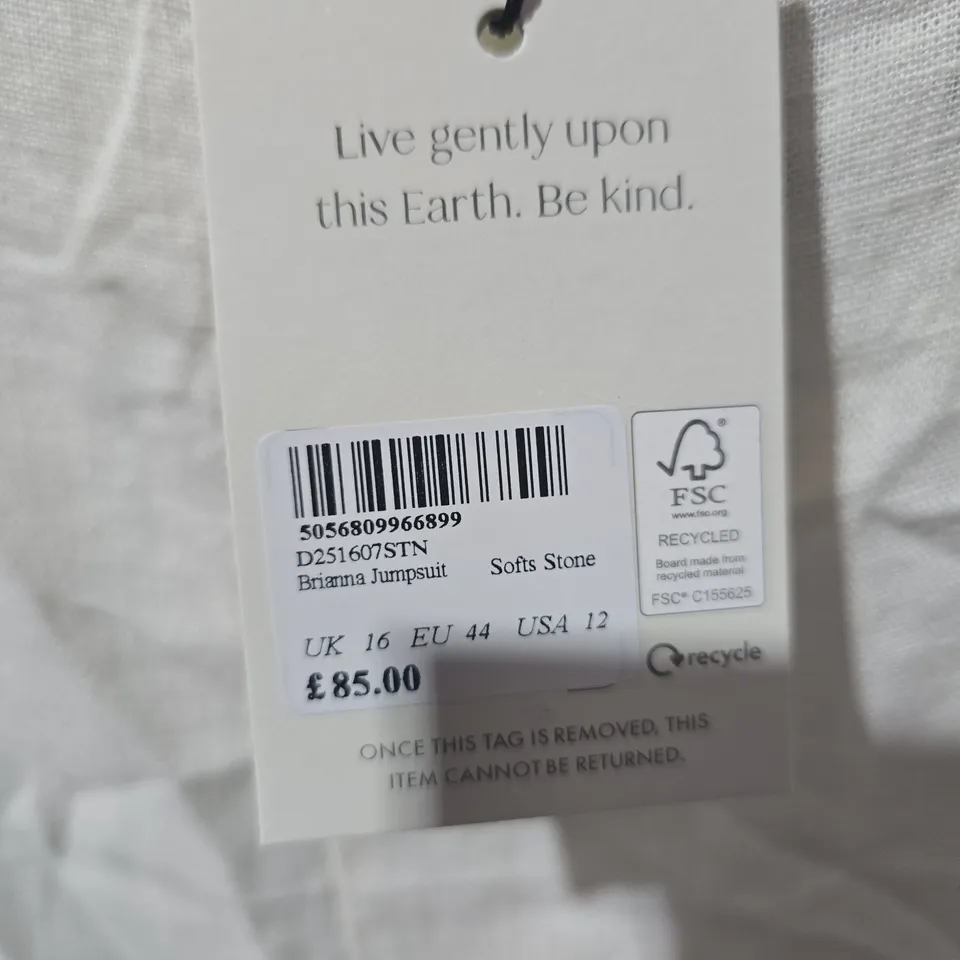 Live gently upon
this Earth. Be kind.
5056809966899
D251607STN
Brianna Jumpsuit Softs Stone
UK 16 EU 44 USA 12
£85.00
®
FSC
www.fsc.org
RECYCLED
Board made from
recycled material
FSC® C155625
recycle
ONCE THIS TAG IS REMOVED, THIS
ITEM CANNOT BE RETURNED.